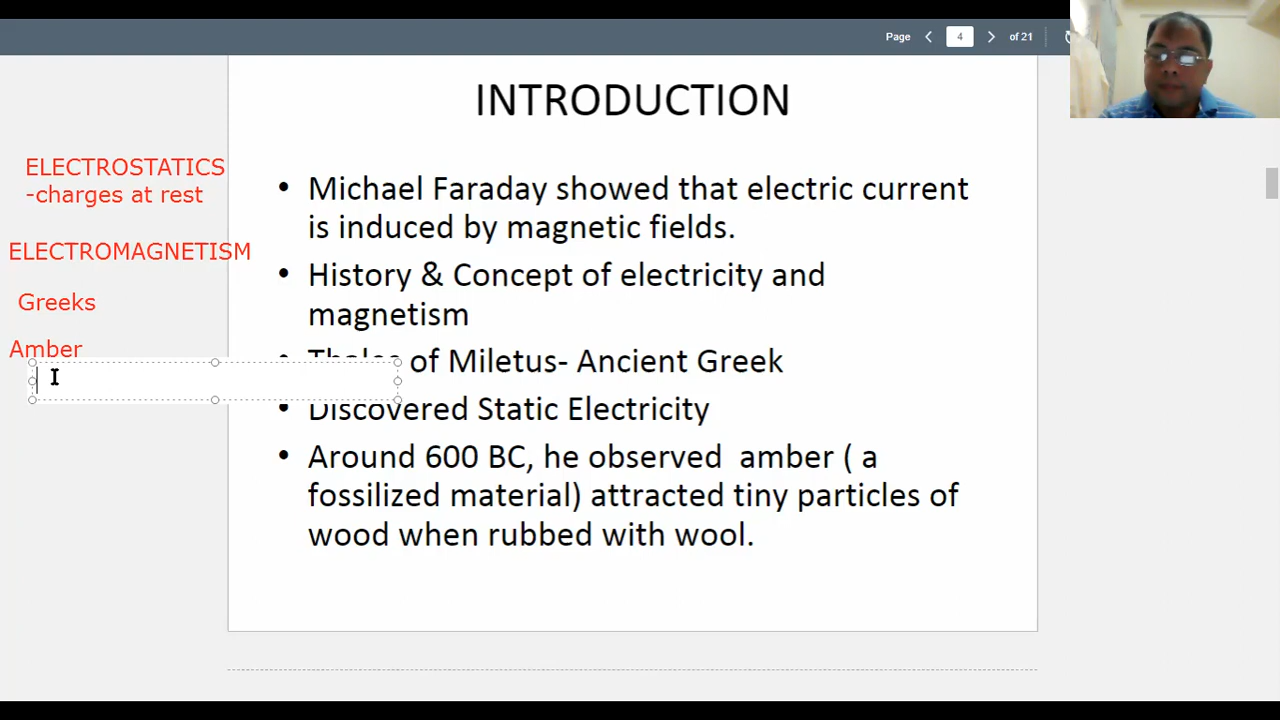 Page 4 of 21
INTRODUCTION
ELECTROSTATICS
-charges at rest
ELECTROMAGNETISM
Greeks
Amber
• Michael Faraday showed that electric current
is induced by magnetic fields.
• History & Concept of electricity and
magnetism
• Thales of Miletus- Ancient Greek
• Discovered Static Electricity
• Around 600 BC, he observed amber ( a
fossilized material) attracted tiny particles of
wood when rubbed with wool.